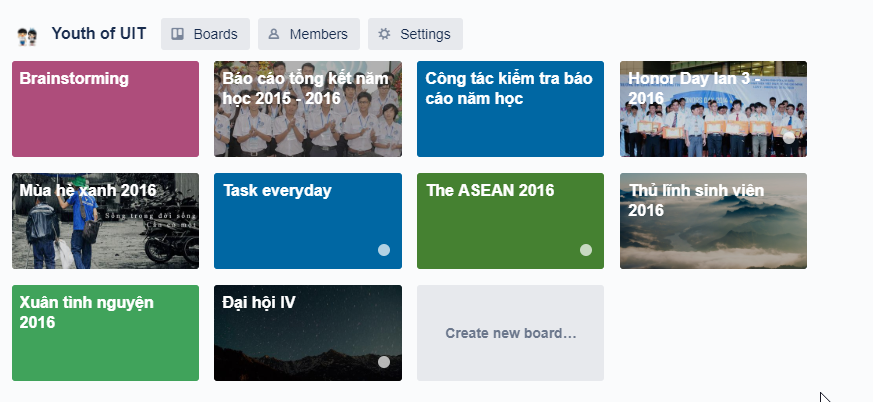 Youth of UIT
Boards
Members
Settings
Brainstorming
Báo cáo tổng kết năm
học 2015 - 2016
Công tác kiểm tra báo
cáo năm học
Honor Day lan 3 -
2016
Mùa hè xanh 2016
Sống trong đời sống
Cần có một
Task everyday
The ASEAN 2016
Thủ lĩnh sinh viên
2016
Xuân tình nguyện
2016
Đại hội IV
Create new board…